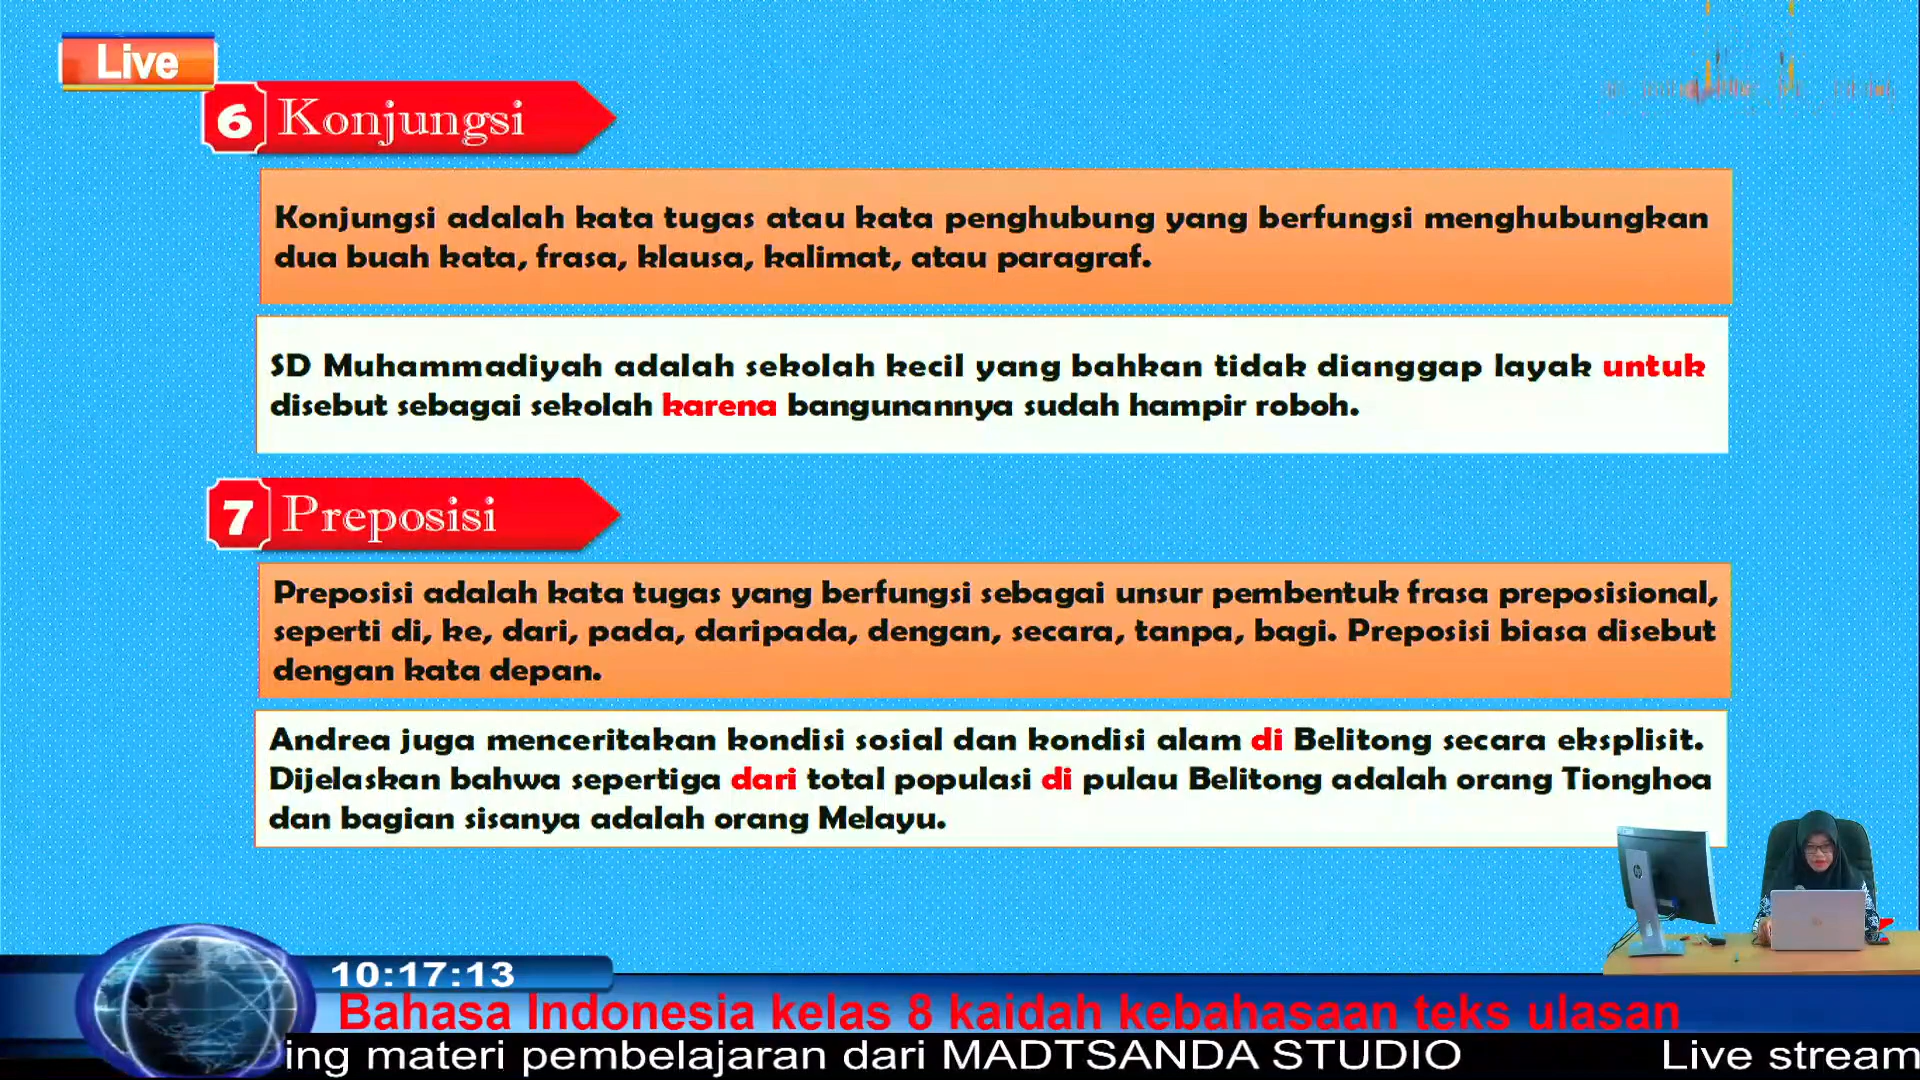 Live
6 Konjungsi
Konjungsi adalah kata tugas atau kata penghubung yang berfungsi menghubungkan
dua buah kata, frasa, klausa, kalimat, atau paragraf.
SD Muhammadiyah adalah sekolah kecil yang bahkan tidak dianggap layak untuk
disebut sebagai sekolah karena bangunannya sudah hampir roboh.
7 Preposisi
Preposisi adalah kata tugas yang berfungsi sebagai unsur pembentuk frasa preposisional,
seperti di, ke, dari, pada, daripada, dengan, secara, tanpa, bagi. Preposisi biasa disebut
dengan kata depan.
Andrea juga menceritakan kondisi sosial dan kondisi alam di Belitong secara eksplisit.
Dijelaskan bahwa sepertiga dari total populasi di pulau Belitong adalah orang Tionghoa
dan bagian sisanya adalah orang Melayu.
10:17:13
Bahasa Indonesia kelas 8 kaidah kebahasaan teks ulasan
ing materi pembelajaran dari MADTSANDA STUDIO Live stream